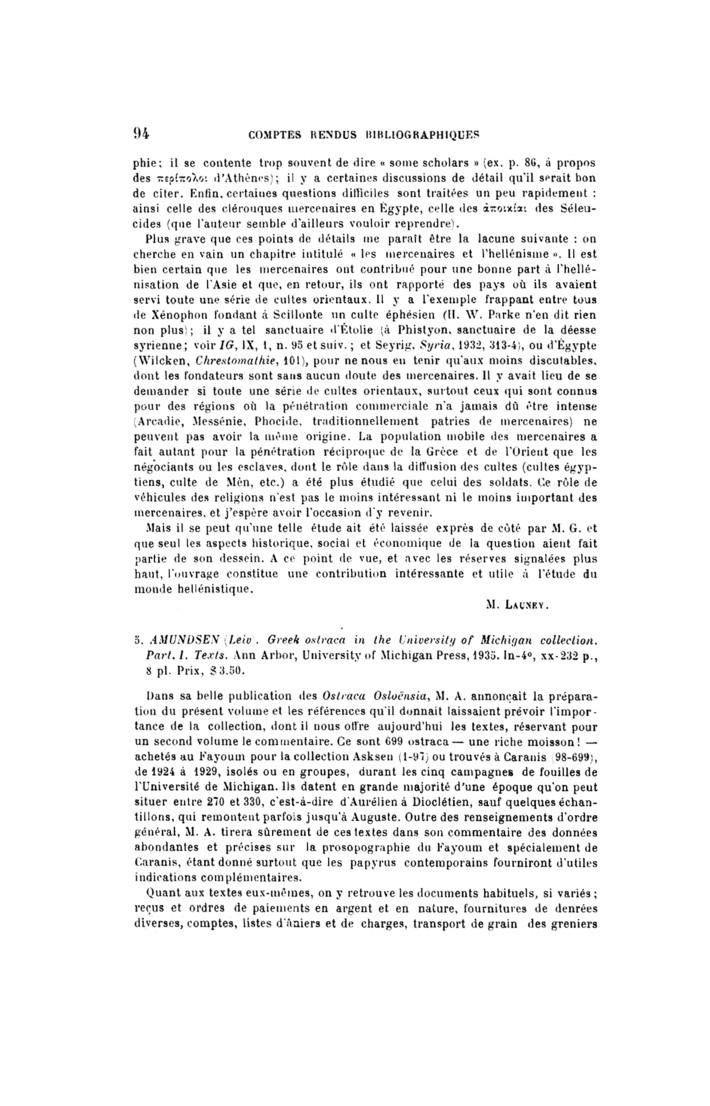 94 COMPTES RENDUS BIBLIOGRAPHIQUES
phie; il se contente trop souvent de dire « some scholars » (ex. p. 86, à propos
des περίπολοι d'Athènes); il y a certaines discussions de détail qu'il serait bon
de citer. Enfin, certaines questions difficiles sont traitées un peu rapidement :
ainsi celle des clérouques mercenaires en Egypte, celle des ἀποικίαι des Séleu-
cides (que l'auteur semble d'ailleurs vouloir reprendre).
Plus grave que ces points de détails me paraît être la lacune suivante : on
cherche en vain un chapitre intitulé « les mercenaires et l'hellénisme ». Il est
bien certain que les mercenaires ont contribué pour une bonne part à l'hellé-
nisation de l'Asie et que, en retour, ils ont rapporté des pays où ils avaient
servi toute une série de cultes orientaux. Il y a l'exemple frappant entre tous
de Xénophon fondant à Scillonte un culte éphésien (H. W. Parke n'en dit rien
non plus); il y a tel sanctuaire d'Étolie (à Phistyon, sanctuaire de la déesse
syrienne; voir IG, IX, 1, n. 95 et suiv. ; et Seyrig, Syria, 1932, 313-4), ou d'Égypte
(Wilcken, Chrestomathie, 101), pour ne nous en tenir qu'aux moins discutables,
dont les fondateurs sont sans aucun doute des mercenaires. Il y avait lieu de se
demander si toute une série de cultes orientaux, surtout ceux qui sont connus
pour des régions où la pénétration commerciale n'a jamais dû être intense
(Arcadie, Messénie, Phocide, traditionnellement patries de mercenaires) ne
peuvent pas avoir la même origine. La population mobile des mercenaires a
fait autant pour la pénétration réciproque de la Grèce et de l'Orient que les
négociants ou les esclaves, dont le rôle dans la diffusion des cultes (cultes égyp-
tiens, culte de Mên, etc.) a été plus étudié que celui des soldats. Ce rôle de
véhicules des religions n'est pas le moins intéressant ni le moins important des
mercenaires, et j'espère avoir l'occasion d'y revenir.
Mais il se peut qu'une telle étude ait été laissée exprès de côté par M. G. et
que seul les aspects historique, social et économique de la question aient fait
partie de son dessein. A ce point de vue, et avec les réserves signalées plus
haut, l'ouvrage constitue une contribution intéressante et utile à l'étude du
monde hellénistique.
M. LAUNEY.
5. AMUNDSEN (Leiv). Greek ostraca in the University of Michigan collection.
Part. I. Texts. Ann Arbor, University of Michigan Press, 1935. In-4°, xx-232 p.,
8 pl. Prix, $ 3.50.
Dans sa belle publication des Ostraca Osloënsia, M. A. annonçait la prépara-
tion du présent volume et les références qu'il donnait laissaient prévoir l'impor-
tance de la collection, dont il nous offre aujourd'hui les textes, réservant pour
un second volume le commentaire. Ce sont 699 ostraca — une riche moisson ! —
achetés au Fayoum pour la collection Asksen (1-97) ou trouvés à Caranis (98-699),
de 1924 à 1929, isolés ou en groupes, durant les cinq campagnes de fouilles de
l'Université de Michigan. Ils datent en grande majorité d'une époque qu'on peut
situer entre 270 et 330, c'est-à-dire d'Aurélien à Dioclétien, sauf quelques échan-
tillons, qui remontent parfois jusqu'à Auguste. Outre des renseignements d'ordre
général, M. A. tirera sûrement de ces textes dans son commentaire des données
abondantes et précises sur la prosopographie du Fayoum et spécialement de
Caranis, étant donné surtout que les papyrus contemporains fourniront d'utiles
indications complémentaires.
Quant aux textes eux-mêmes, on y retrouve les documents habituels, si variés ;
reçus et ordres de paiements en argent et en nature, fournitures de denrées
diverses, comptes, listes d'âniers et de charges, transport de grain des greniers